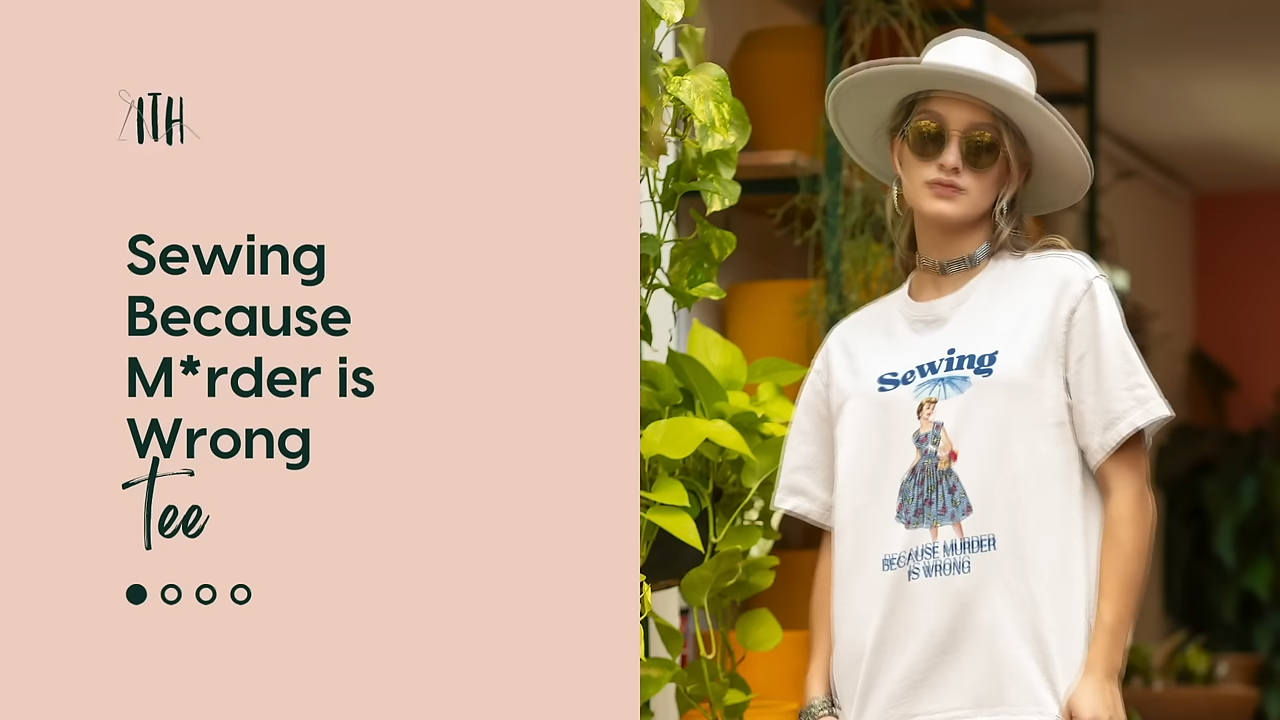 ITH
Sewing
Because
M*rder is
Wrong
Tee
Sewing
BECAUSE MURDER
IS WRONG